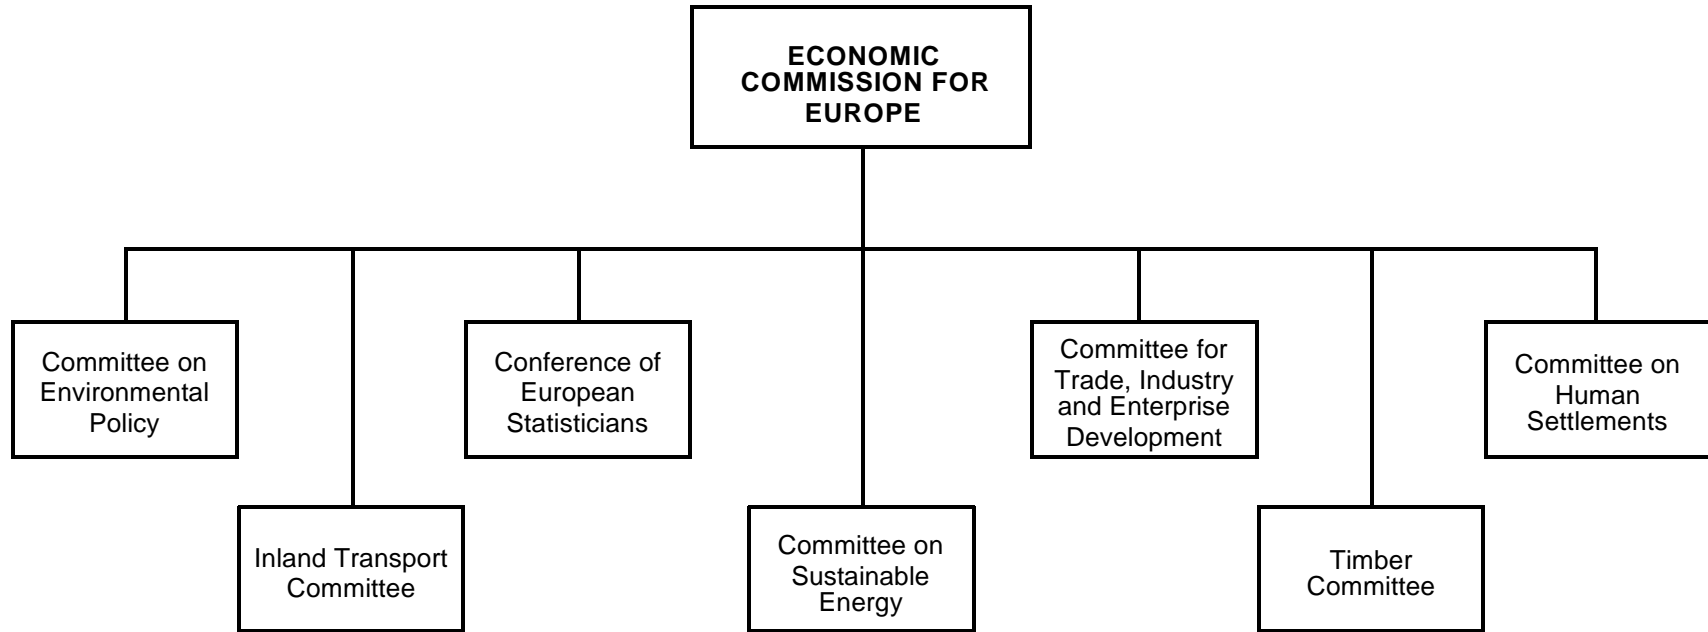 ECONOMIC
COMMISSION FOR
EUROPE
Committee on
Environmental
Policy
Conference of
European
Statisticians
Committee for
Trade, Industry
and Enterprise
Development
Committee on
Human
Settlements
Inland Transport
Committee
Committee on
Sustainable
Energy
Timber
Committee